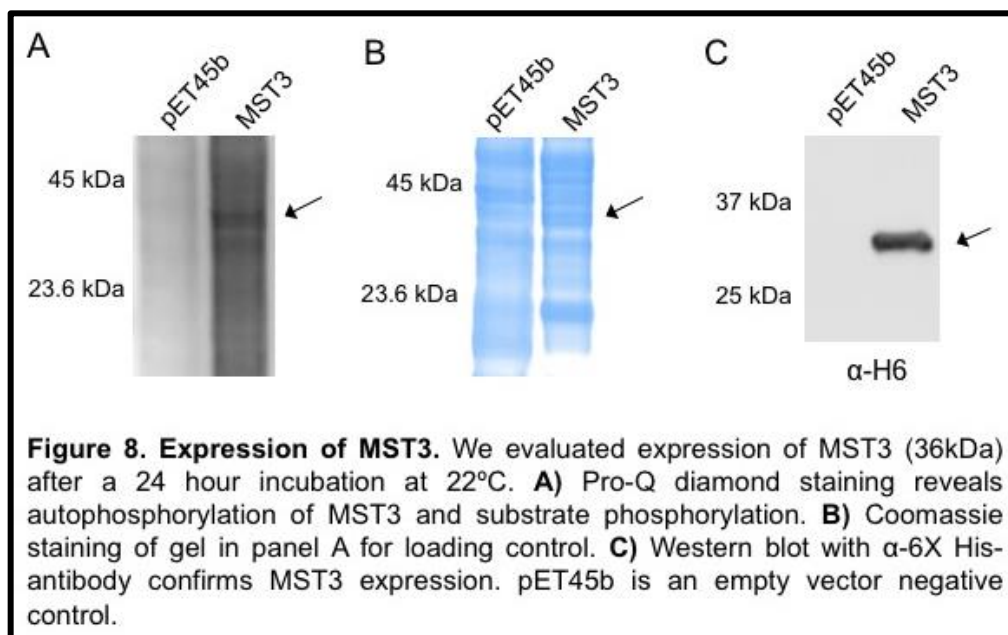 A
pET45b
MST3
45 kDa
23.6 kDa
B
pET45b
MST3
45 kDa
23.6 kDa
C
pET45b
MST3
37 kDa
25 kDa
α-H6
Figure 8. Expression of MST3. We evaluated expression of MST3 (36kDa)
after a 24 hour incubation at 22ºC. A) Pro-Q diamond staining reveals
autophosphorylation of MST3 and substrate phosphorylation. B) Coomassie
staining of gel in panel A for loading control. C) Western blot with α-6X His-
antibody confirms MST3 expression. pET45b is an empty vector negative
control.